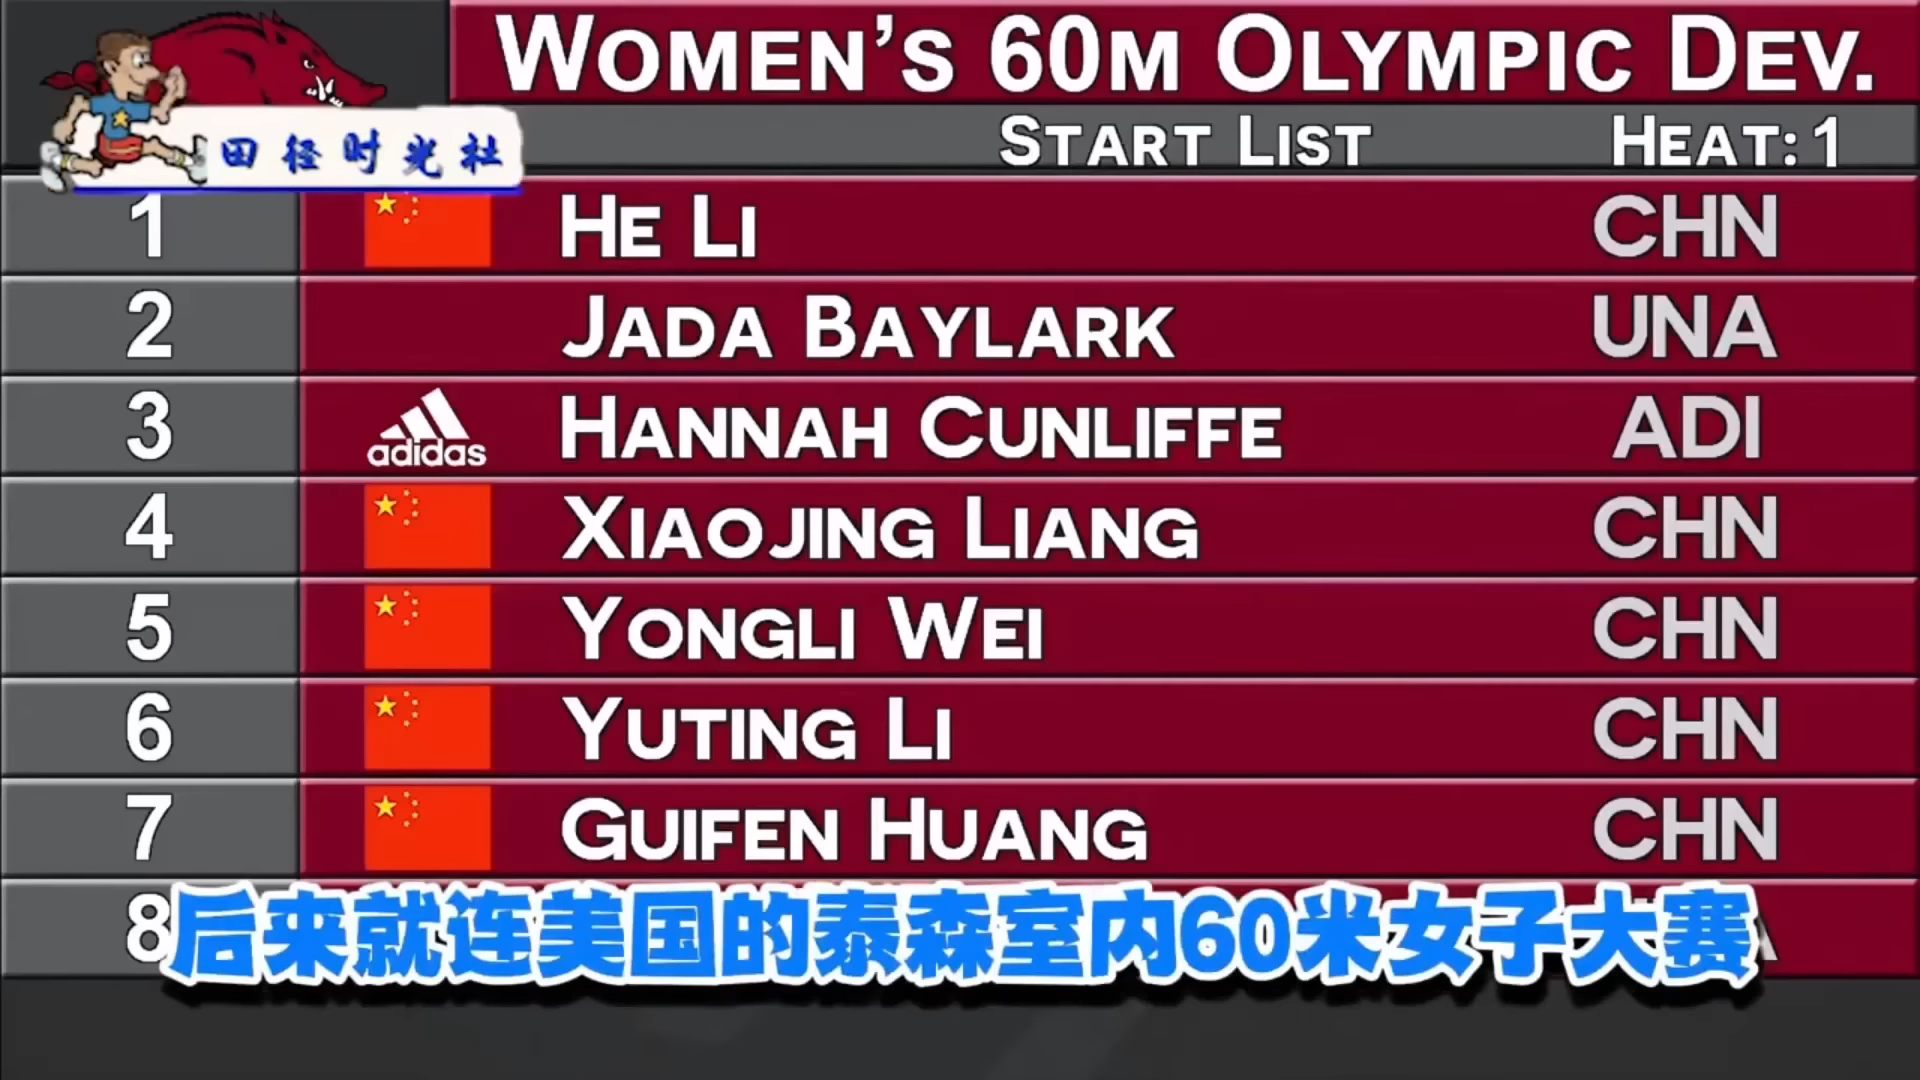 WOMEN'S 60M OLYMPIC DEV.
START LIST HEAT: 1
田径时光社
1 HE LI CHN
2 JADA BAYLARK UNA
3 adidas HANNAH CUNLIFFE ADI
4 XIAOJING LIANG CHN
5 YONGLI WEI CHN
6 YUTING LI CHN
7 GUIFEN HUANG CHN
8
后来就连美国的泰森室内60米女子大赛